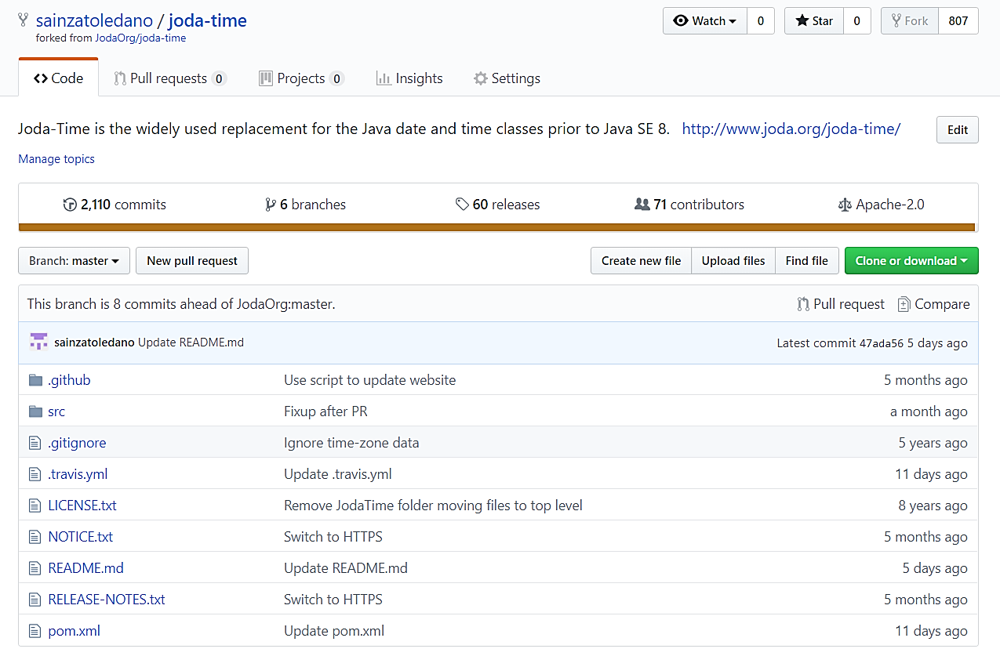 sainzatoledano / joda-time
forked from JodaOrg/joda-time
Watch 0 Star 0 Fork 807
Code Pull requests 0 Projects 0 Insights Settings
Joda-Time is the widely used replacement for the Java date and time classes prior to Java SE 8. http://www.joda.org/joda-time/ Edit
Manage topics
2,110 commits 6 branches 60 releases 71 contributors Apache-2.0
Branch: master New pull request Create new file Upload files Find file Clone or download
This branch is 8 commits ahead of JodaOrg:master. Pull request Compare
sainzatoledano Update README.md Latest commit 47ada56 5 days ago
.github Use script to update website 5 months ago
src Fixup after PR a month ago
.gitignore Ignore time-zone data 5 years ago
.travis.yml Update .travis.yml 11 days ago
LICENSE.txt Remove JodaTime folder moving files to top level 8 years ago
NOTICE.txt Switch to HTTPS 5 months ago
README.md Update README.md 5 days ago
RELEASE-NOTES.txt Switch to HTTPS 5 months ago
pom.xml Update pom.xml 11 days ago